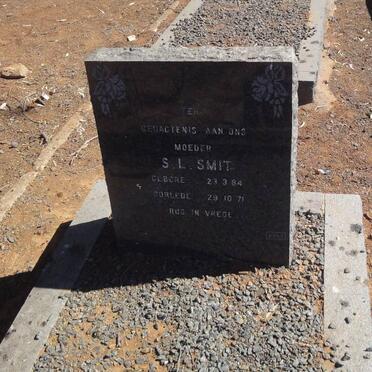 TER
GEDAGTENIS AAN ONS
MOEDER
S. L. SMIT
GEBORE 23.3.84
OORLEDE 29.10.71
RUS IN VREDE